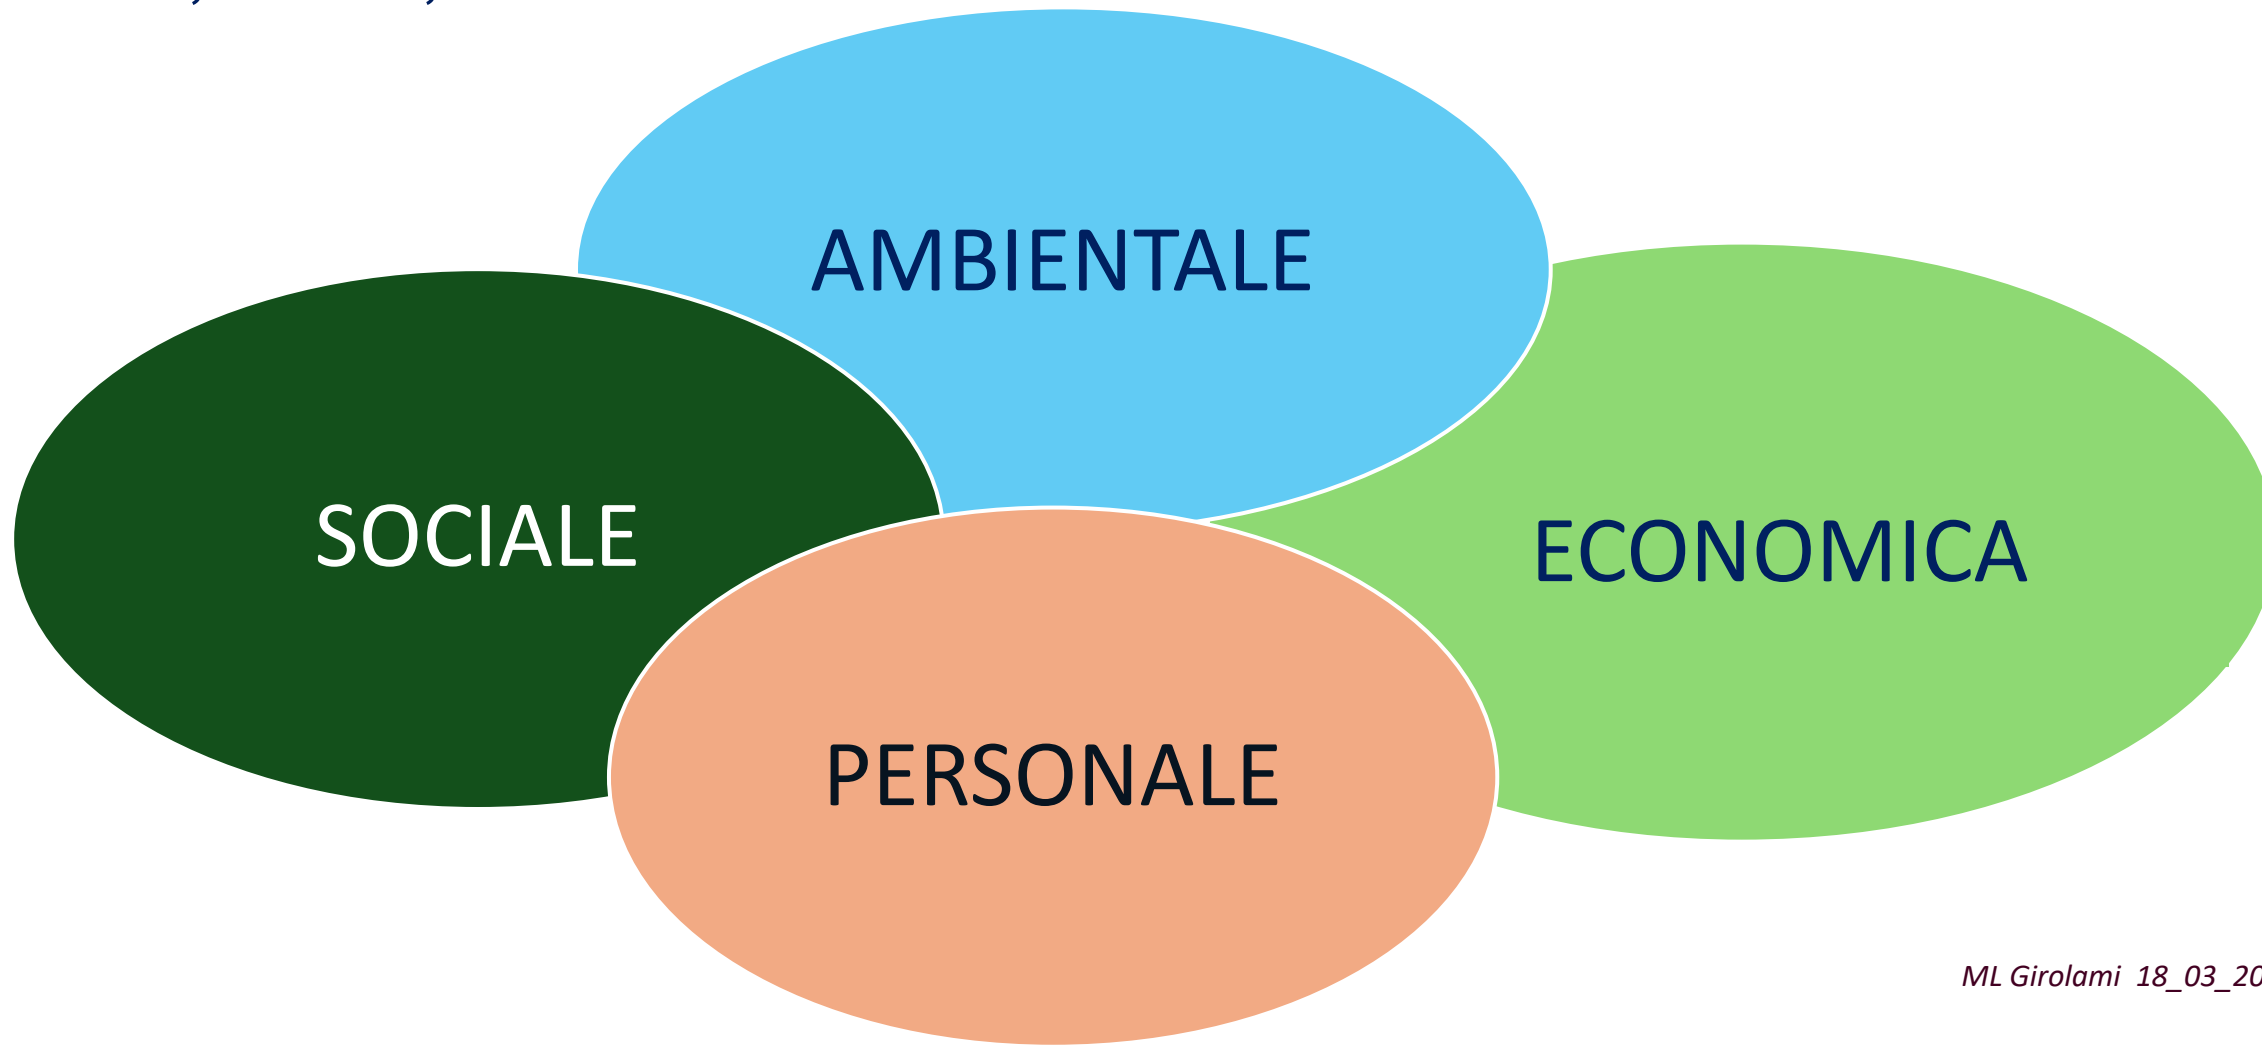 AMBIENTALE
SOCIALE
ECONOMICA
PERSONALE
ML Girolami 18_03_20